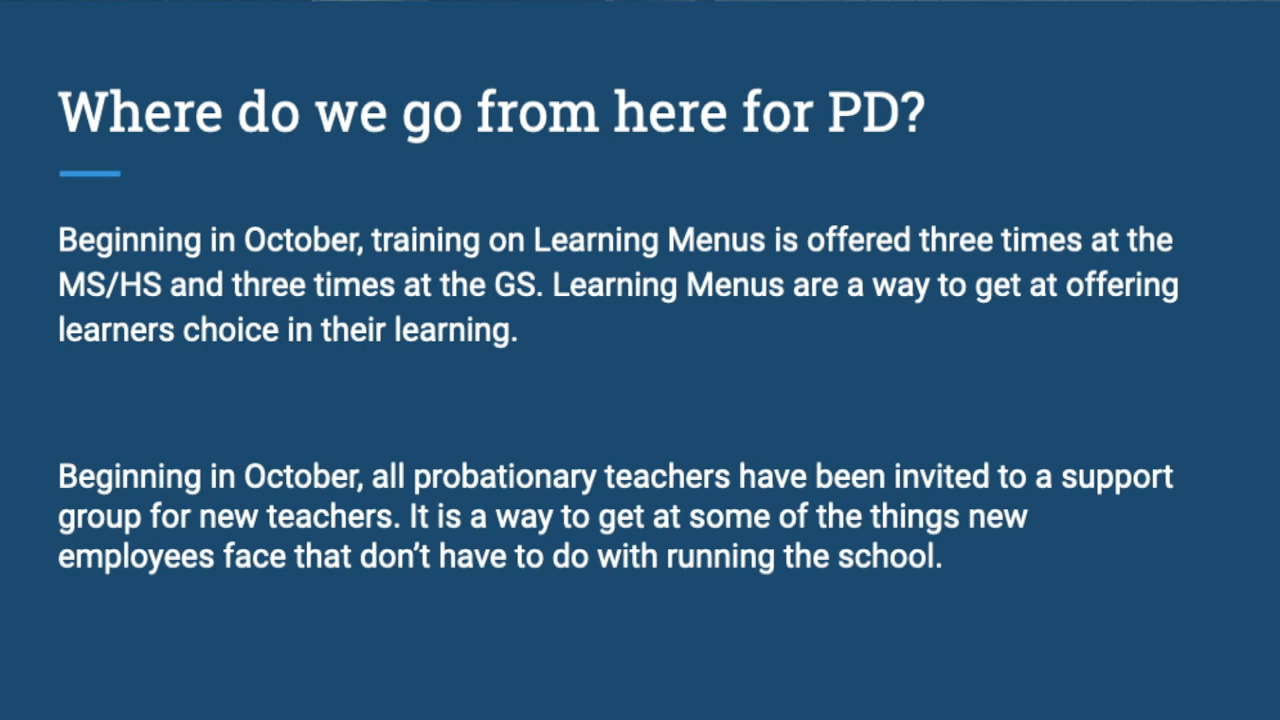 Where do we go from here for PD?
Beginning in October, training on Learning Menus is offered three times at the
MS/HS and three times at the GS. Learning Menus are a way to get at offering
learners choice in their learning.
Beginning in October, all probationary teachers have been invited to a support
group for new teachers. It is a way to get at some of the things new
employees face that don’t have to do with running the school.